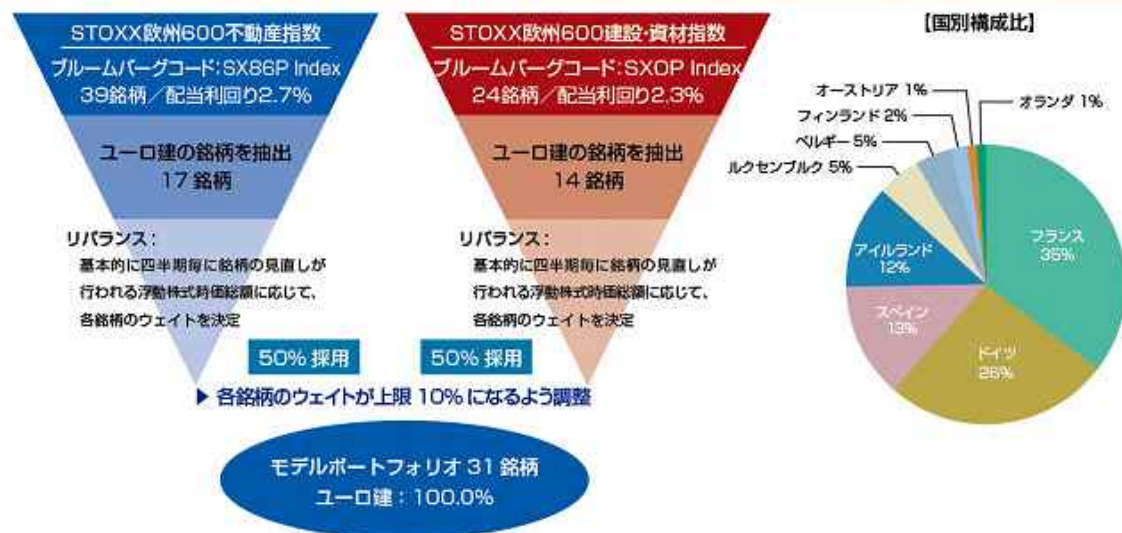 STOXX欧州600不動産指数
ブルームバーグコード:SX86P Index
39銘柄／配当利回り2.7%
ユーロ建の銘柄を抽出
17 銘柄
リバランス：
基本的に四半期毎に銘柄の見直しが
行われる浮動株式時価総額に応じて、
各銘柄のウェイトを決定
50% 採用
STOXX欧州600建設・資材指数
ブルームバーグコード:SXOP Index
24銘柄／配当利回り2.3%
ユーロ建の銘柄を抽出
14 銘柄
リバランス：
基本的に四半期毎に銘柄の見直しが
行われる浮動株式時価総額に応じて、
各銘柄のウェイトを決定
50% 採用
▶ 各銘柄のウェイトが上限 10% になるよう調整
モデルポートフォリオ 31 銘柄
ユーロ建：100.0%
【国別構成比】
オーストリア 1%
オランダ 1%
フィンランド 2%
ベルギー 5%
ルクセンブルク 5%
アイルランド
12%
フランス
35%
スペイン
13%
ドイツ
26%